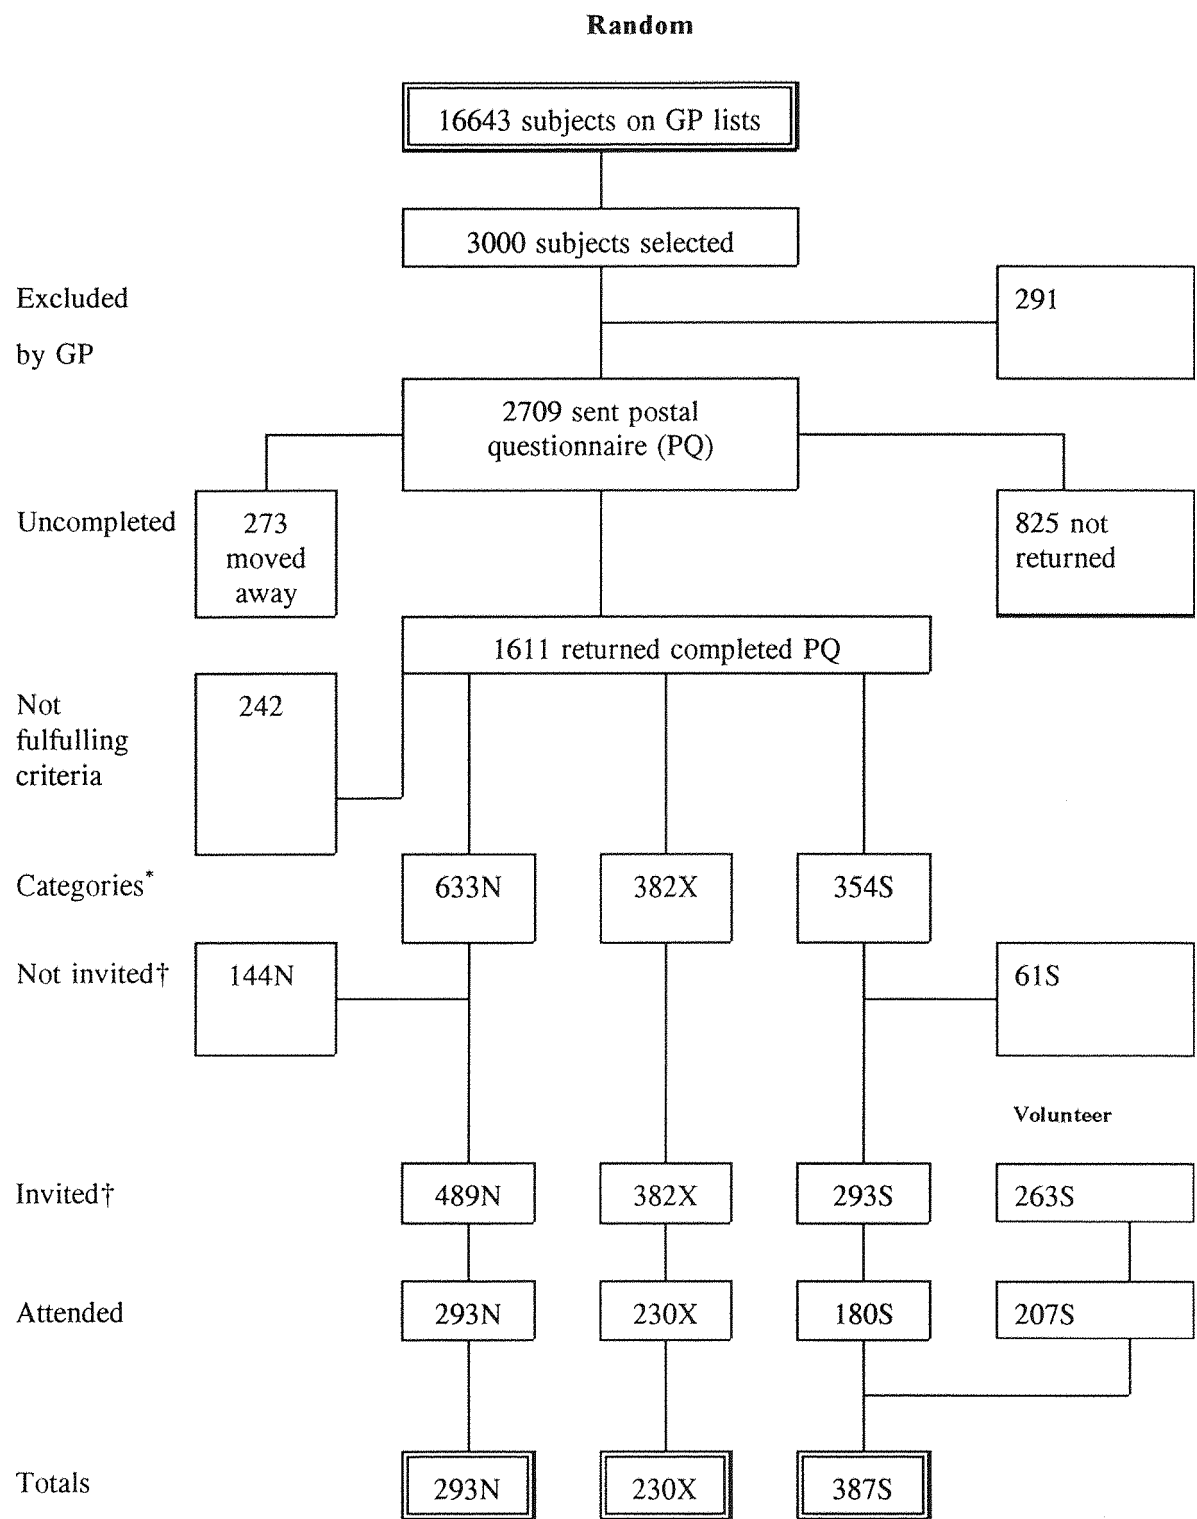 Random
16643 subjects on GP lists
3000 subjects selected
Excluded
by GP
291
2709 sent postal
questionnaire (PQ)
Uncompleted
273
moved
away
825 not
returned
1611 returned completed PQ
Not
fulfulling
criteria
242
Categories*
633N
382X
354S
Not invited†
144N
61S
Volunteer
Invited†
489N
382X
293S
263S
Attended
293N
230X
180S
207S
Totals
293N
230X
387S